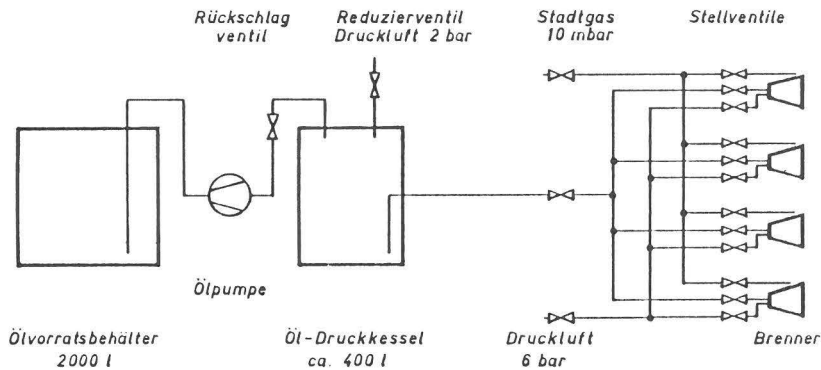 Rückschlag
ventil
Reduzierventil
Druckluft 2 bar
Stadtgas
10 mbar
Stellventile
Ölpumpe
Ölvorratsbehälter
2000 l
Öl-Druckkessel
ca. 400 l
Druckluft
6 bar
Brenner